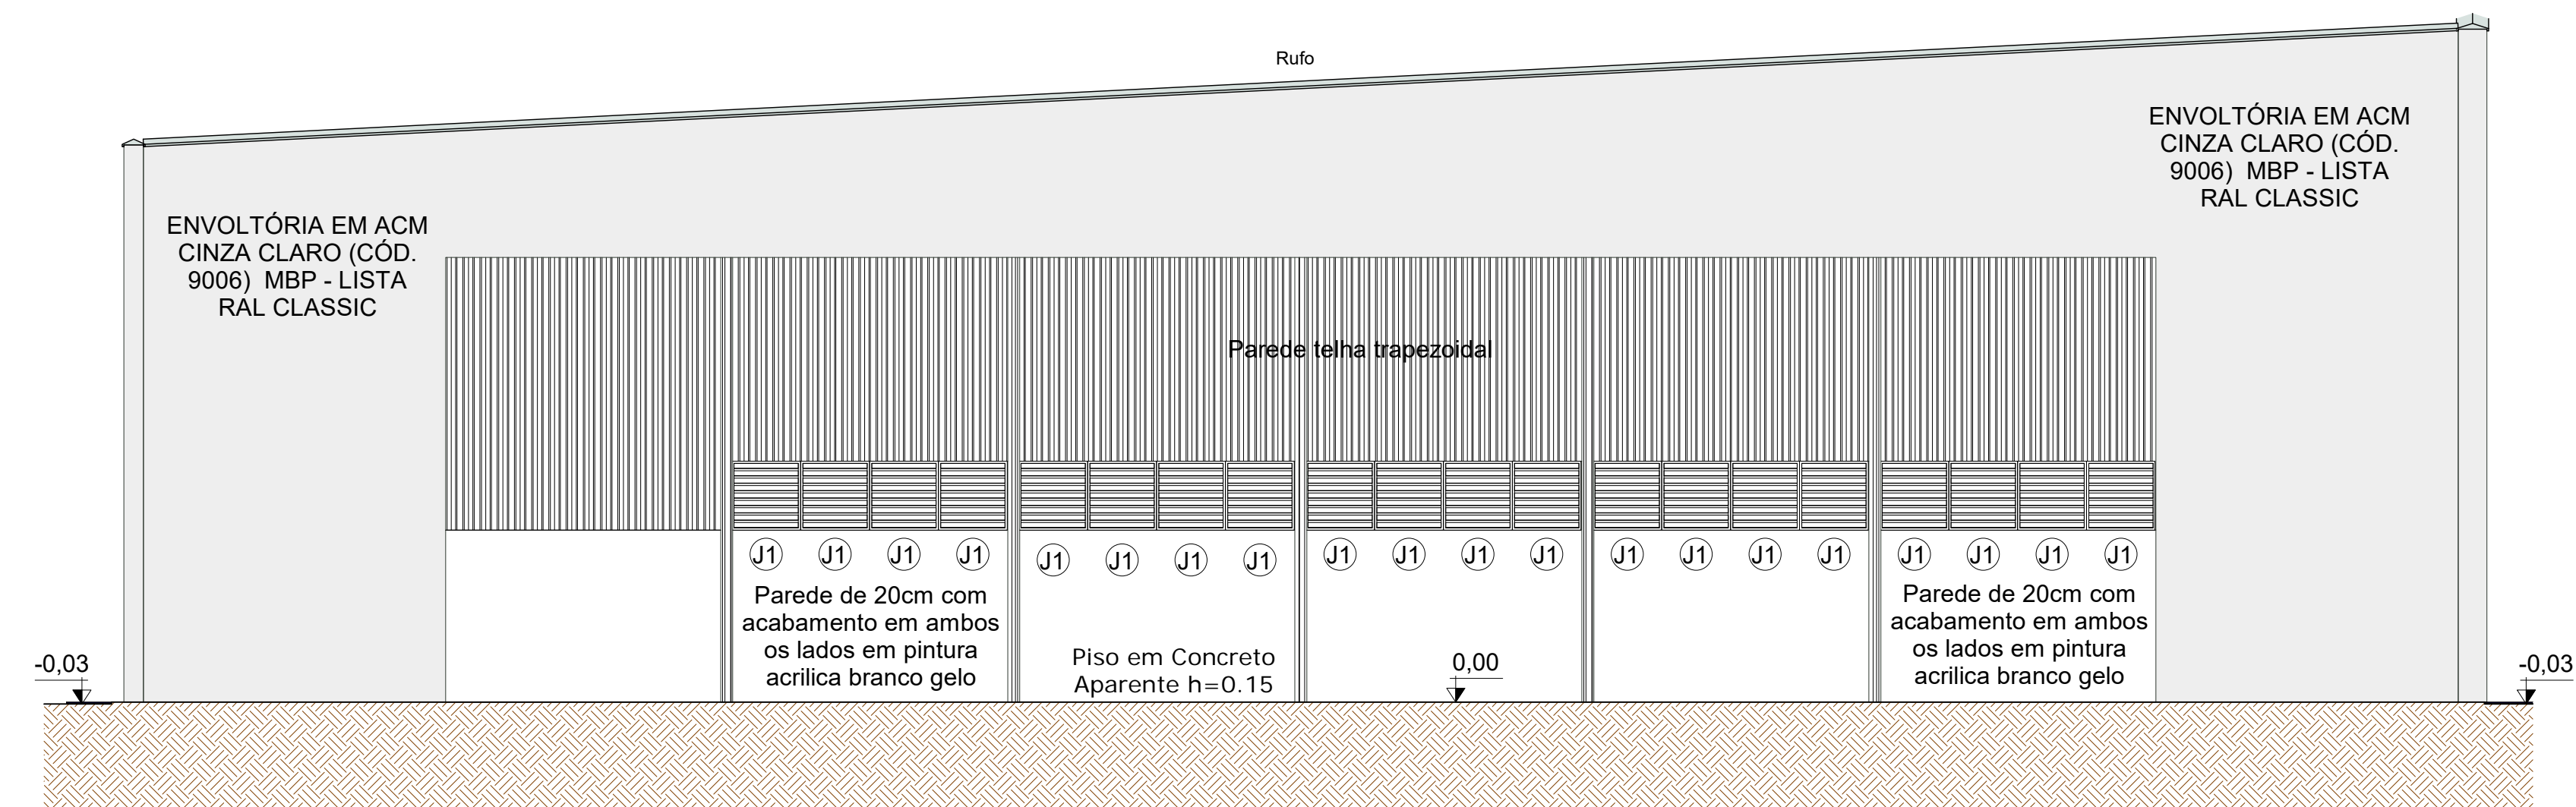 Rufo
ENVOLTÓRIA EM ACM
CINZA CLARO (CÓD.
9006)  MBP - LISTA
RAL CLASSIC
ENVOLTÓRIA EM ACM
CINZA CLARO (CÓD.
9006)  MBP - LISTA
RAL CLASSIC
Parede telha trapezoidal
J1 J1 J1 J1 J1 J1 J1 J1 J1 J1 J1 J1 J1 J1 J1 J1 J1 J1 J1 J1
Parede de 20cm com
acabamento em ambos
os lados em pintura
acrilica branco gelo
Piso em Concreto
Aparente h=0.15
Parede de 20cm com
acabamento em ambos
os lados em pintura
acrilica branco gelo
-0,03
0,00
-0,03